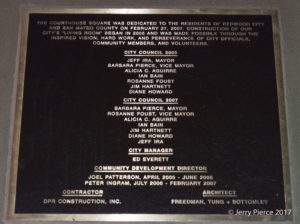 THE COURTHOUSE SQUARE WAS DEDICATED TO THE RESIDENTS OF REDWOOD CITY
AND SAN MATEO COUNTY ON FEBRUARY 27, 2007. CONSTRUCTION OF OUR
CITY'S "LIVING ROOM" BEGAN IN 2005 AND WAS MADE POSSIBLE THROUGH THE
INSPIRED VISION, HARD WORK, AND PERSEVERANCE OF CITY OFFICIALS,
COMMUNITY MEMBERS, AND VOLUNTEERS.
CITY COUNCIL 2005
JEFF IRA, MAYOR
BARBARA PIERCE, VICE MAYOR
ALICIA C. AGUIRRE
IAN BAIN
ROSANNE FOUST
JIM HARTNETT
DIANE HOWARD
CITY COUNCIL 2007
BARBARA PIERCE, MAYOR
ROSANNE FOUST, VICE MAYOR
ALICIA C. AGUIRRE
IAN BAIN
JIM HARTNETT
DIANE HOWARD
JEFF IRA
CITY MANAGER
ED EVERETT
COMMUNITY DEVELOPMENT DIRECTOR
JOEL PATTERSON, APRIL 2005 - JUNE 2006
PETER INGRAM, JULY 2006 - FEBRUARY 2007
CONTRACTOR ARCHITECT
DPR CONSTRUCTION, INC. FREEDMAN, TUNG + BOTTOMLEY
© Jerry Pierce 2017